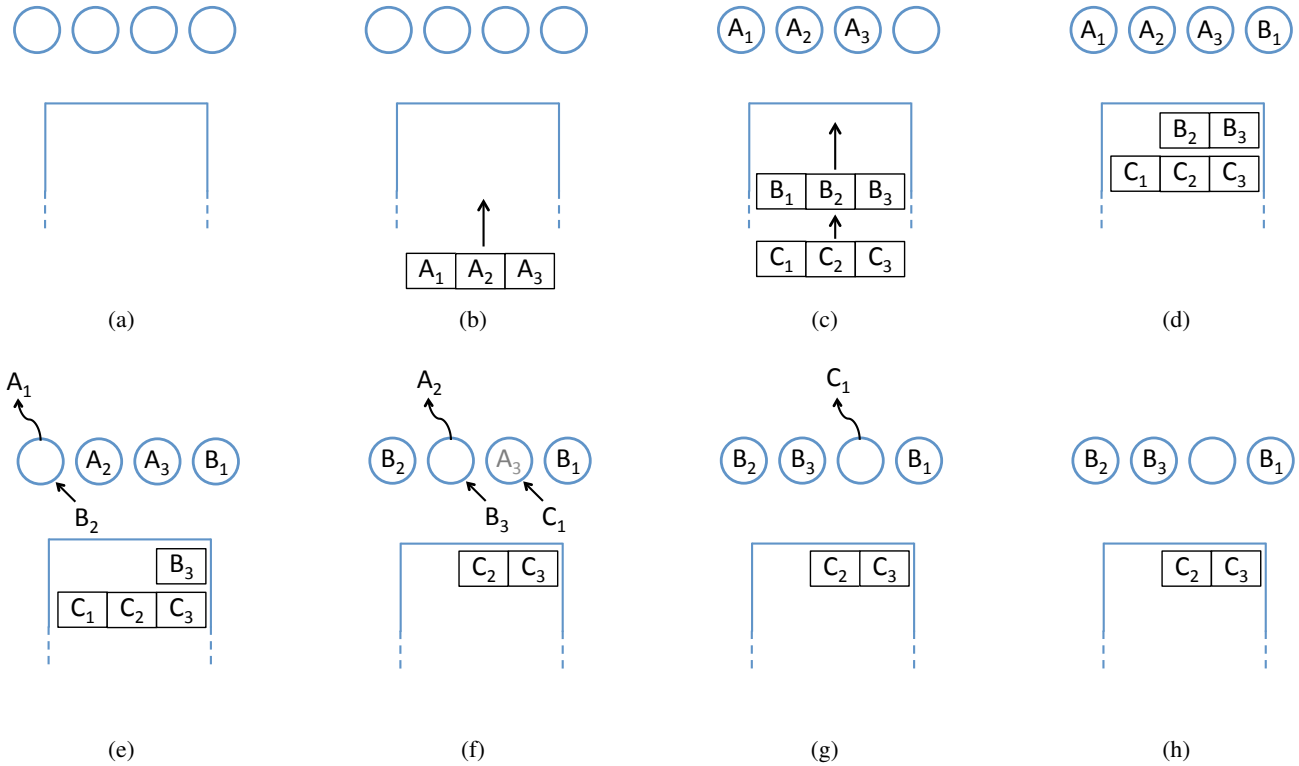 A₁ A₂ A₃
A₁ A₂ A₃ B₁
B₂ B₃
B₁ B₂ B₃
C₁ C₂ C₃
A₁ A₂ A₃
C₁ C₂ C₃
(a) (b) (c) (d)
A₁ A₂ C₁
A₂ A₃ B₁
B₂ A₃ B₁
B₂ B₃ B₁
B₂ B₃ B₁
B₂
B₃ C₁
B₃
C₁ C₂ C₃
C₂ C₃
C₂ C₃
C₂ C₃
(e) (f) (g) (h)